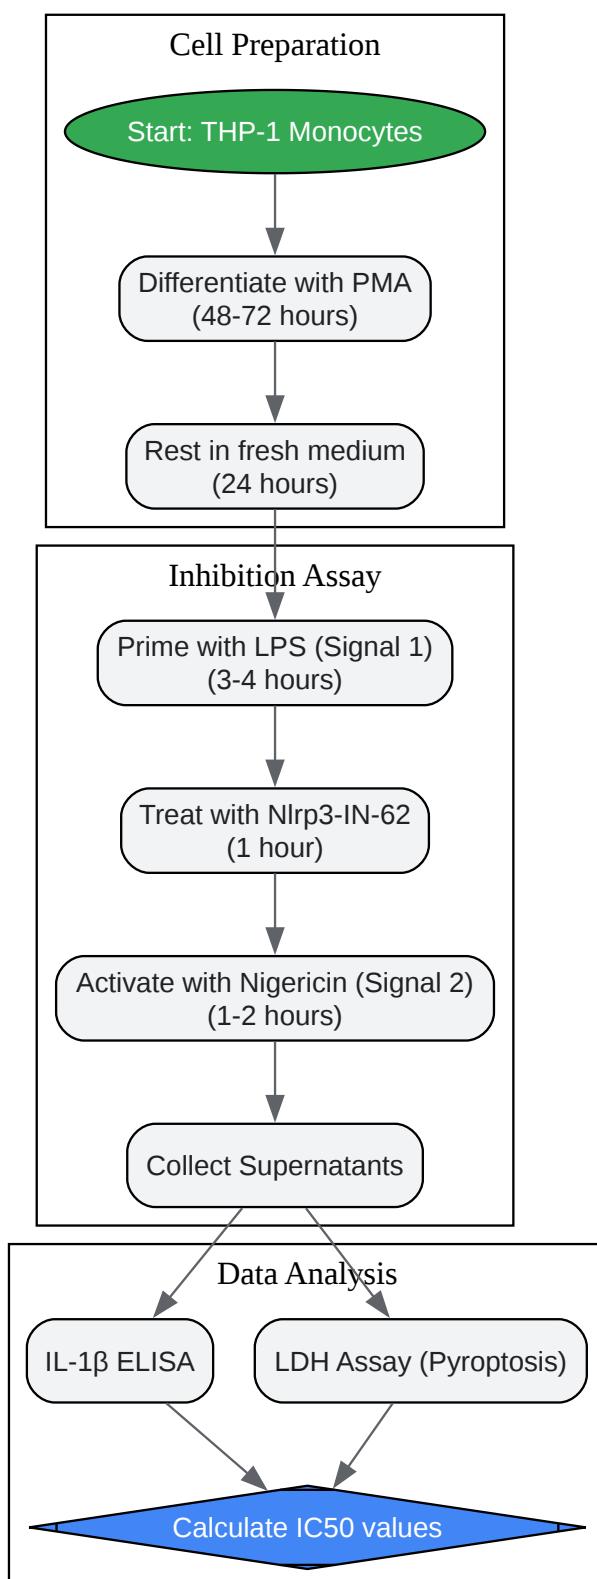 Cell Preparation
Start: THP-1 Monocytes
Differentiate with PMA
(48-72 hours)
Rest in fresh medium
(24 hours)
Inhibition Assay
Prime with LPS (Signal 1)
(3-4 hours)
Treat with Nlrp3-IN-62
(1 hour)
Activate with Nigericin (Signal 2)
(1-2 hours)
Collect Supernatants
Data Analysis
IL-1β ELISA
LDH Assay (Pyroptosis)
Calculate IC50 values